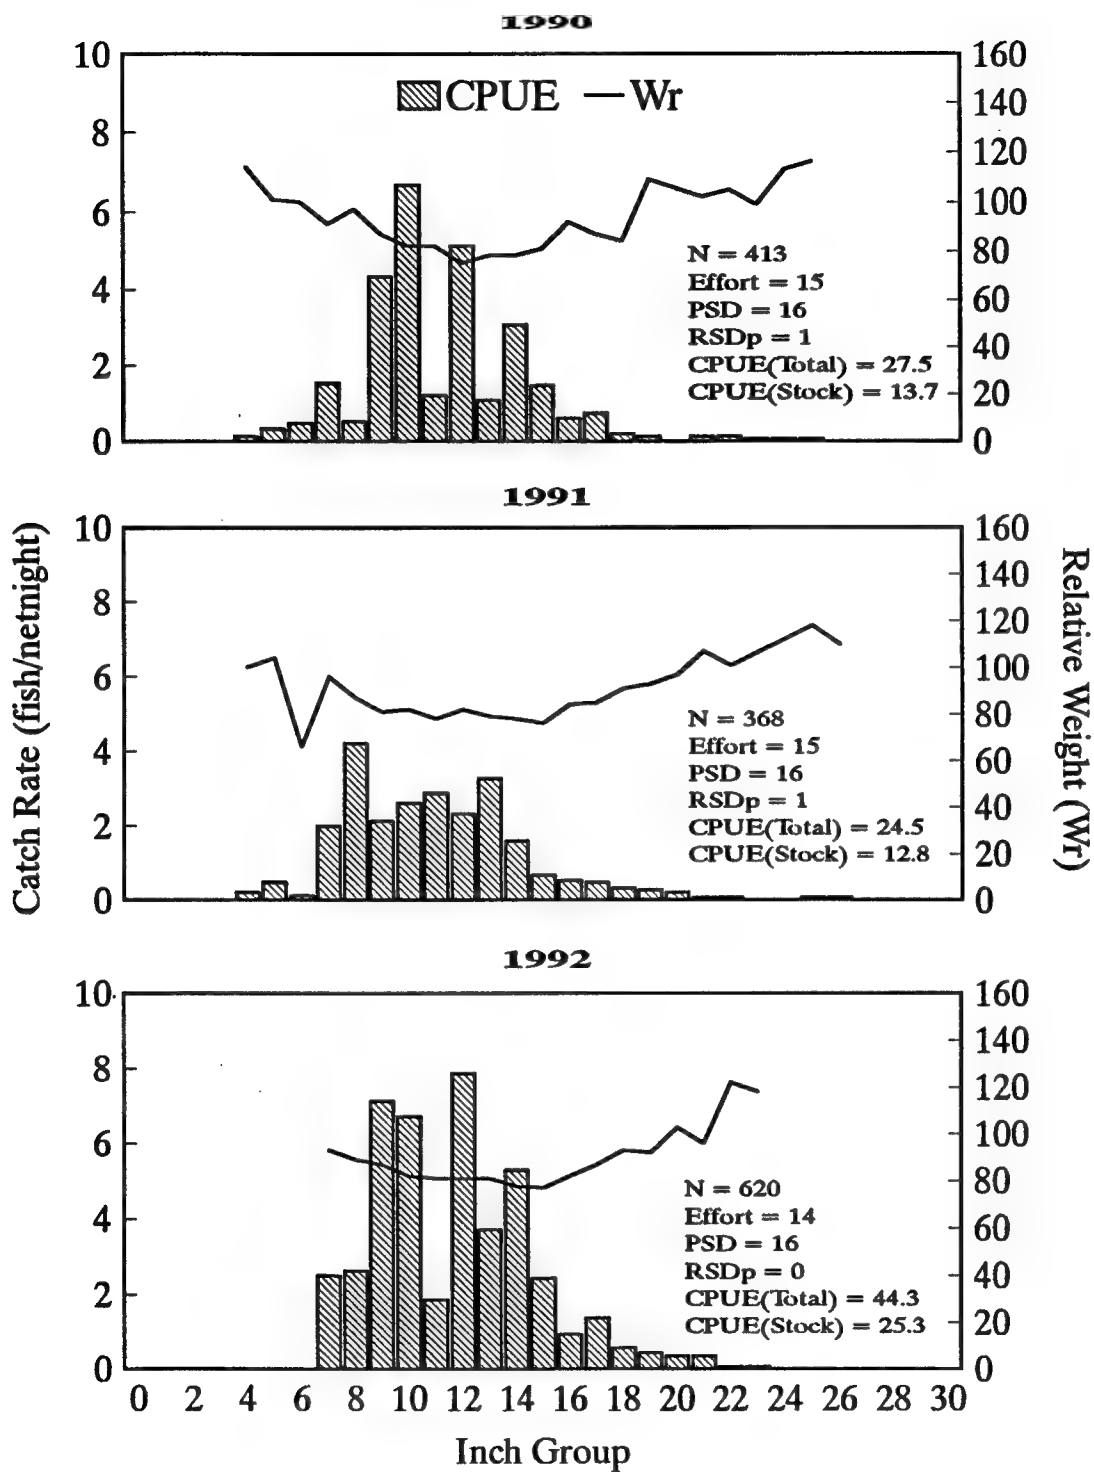 1990
10
8
6
4
2
0
160
140
120
100
80
60
40
20
0
CPUE Wr
N = 413
Effort = 15
PSD = 16
RSDp = 1
CPUE(Total) = 27.5
CPUE(Stock) = 13.7
1991
10
8
6
4
2
0
160
140
120
100
80
60
40
20
0
N = 368
Effort = 15
PSD = 16
RSDp = 1
CPUE(Total) = 24.5
CPUE(Stock) = 12.8
Catch Rate (fish/netnight)
Relative Weight (Wr)
1992
10
8
6
4
2
0
160
140
120
100
80
60
40
20
0
N = 620
Effort = 14
PSD = 16
RSDp = 0
CPUE(Total) = 44.3
CPUE(Stock) = 25.3
0 2 4 6 8 10 12 14 16 18 20 22 24 26 28 30
Inch Group